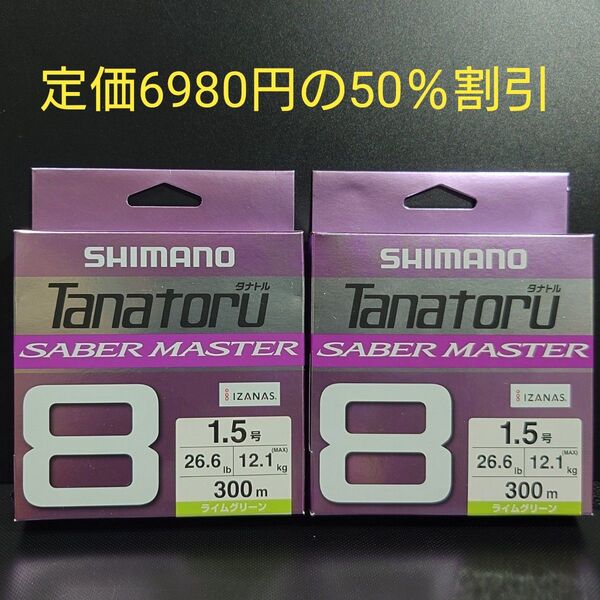 定価6980円の50％割引
SHIMANO
タナトル
Tanatoru
SABER MASTER
8
IZANAS
1.5号
26.6lb 12.1kg (MAX)
300m
ライムグリーン
SHIMANO
タナトル
Tanatoru
SABER MASTER
8
IZANAS
1.5号
26.6lb 12.1kg (MAX)
300m
ライムグリーン